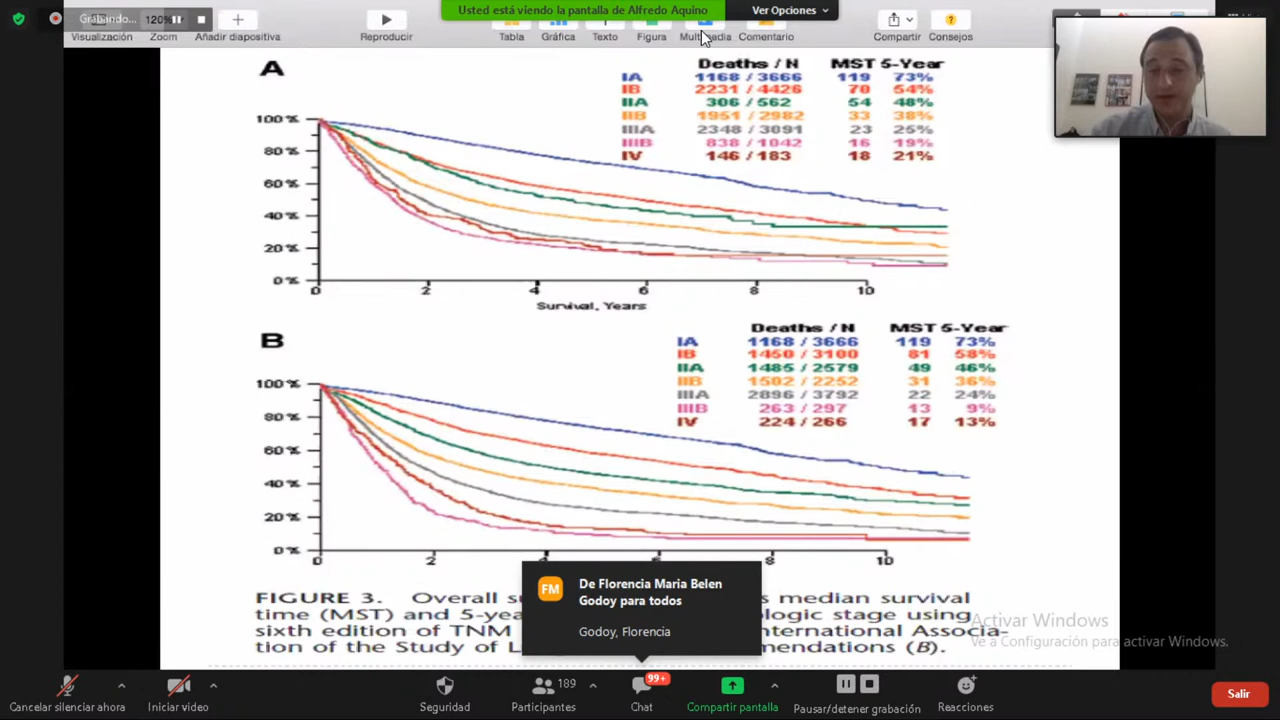 Usted está viendo la pantalla de Alfredo Aquino
Ver Opciones
Grabando...
120%
Visualización
Zoom
Añadir diapositiva
Reproducir
Tabla
Gráfica
Texto
Figura
Multimedia
Comentario
Compartir
Consejos
A
Deaths / N MST 5-Year
IA 1168 / 3666 119 73%
IB 2231 / 4426 70 54%
IIA 306 / 562 54 48%
IIB 1951 / 2982 33 38%
IIIA 2348 / 3091 23 25%
IIIB 838 / 1042 16 19%
IV 146 / 183 18 21%
100%
80%
60%
40%
20%
0%
0 2 4 6 8 10
Survival, Years
B
Deaths / N MST 5-Year
IA 1168 / 3666 119 73%
IB 1450 / 3100 81 58%
IIA 1485 / 2579 49 46%
IIB 1502 / 2252 31 36%
IIIA 2896 / 3792 22 24%
IIIB 263 / 297 13 9%
IV 224 / 266 17 13%
100%
80%
60%
40%
20%
0%
0 2 4 6 8 10
FIGURE 3. Overall s median survival
time (MST) and 5-yea ologic stage using
sixth edition of TNM nternational Associa-
tion of the Study of L mendations (B).
De Florencia Maria Belen
Godoy para todos
FM
Godoy, Florencia
Activar Windows
Ve a Configuración para activar Windows.
Cancelar silenciar ahora
Iniciar video
Seguridad
189
Participantes
99+
Chat
Compartir pantalla
Pausar/detener grabación
Reacciones
Salir